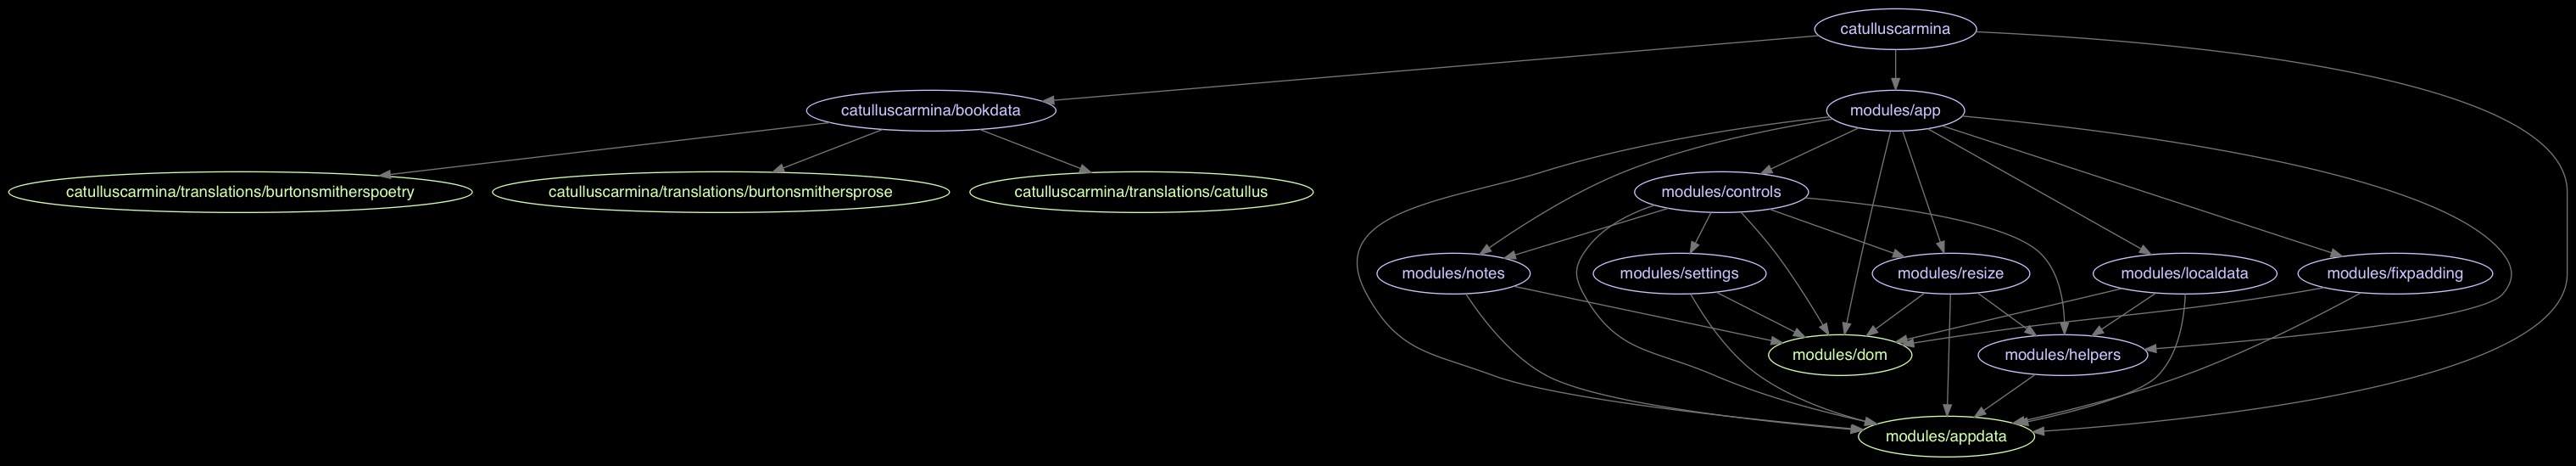 catulluscarmina
catulluscarmina/bookdata
modules/app
catulluscarmina/translations/burtonsmitherspoetry
catulluscarmina/translations/burtonsmithersprose
catulluscarmina/translations/catullus
modules/controls
modules/notes
modules/settings
modules/resize
modules/localdata
modules/fixpadding
modules/dom
modules/helpers
modules/appdata